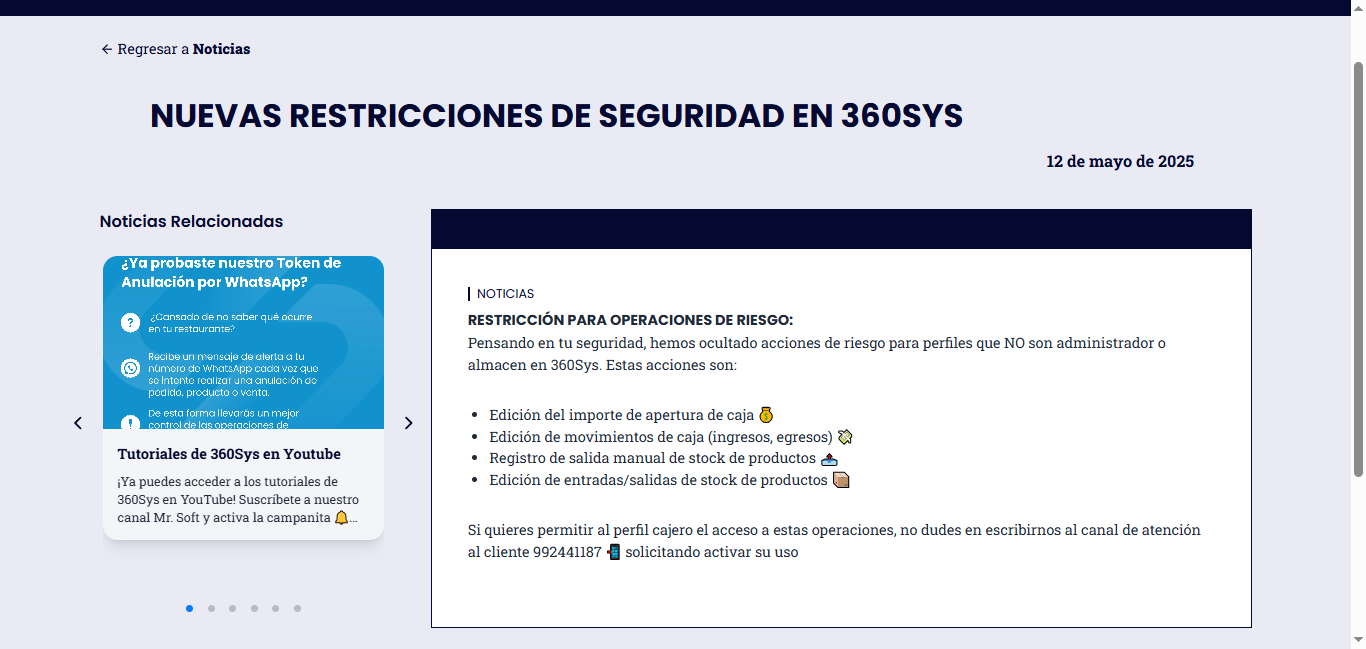 ← Regresar a Noticias
NUEVAS RESTRICCIONES DE SEGURIDAD EN 360SYS
12 de mayo de 2025
Noticias Relacionadas
¿Ya probaste nuestro Token de
Anulación por WhatsApp?
¿Cansado de no saber qué ocurre
en tu restaurante?
Recibe un mensaje de alerta a tu
número de WhatsApp cada vez que
se intente realizar una anulación de
pedido, producto o venta.
De esta forma llevarás un mejor
control de las operaciones de
Tutoriales de 360Sys en Youtube
¡Ya puedes acceder a los tutoriales de
360Sys en YouTube! Suscríbete a nuestro
canal Mr. Soft y activa la campanita 🔔...
NOTICIAS
RESTRICCIÓN PARA OPERACIONES DE RIESGO:
Pensando en tu seguridad, hemos ocultado acciones de riesgo para perfiles que NO son administrador o
almacen en 360Sys. Estas acciones son:
• Edición del importe de apertura de caja 💰
• Edición de movimientos de caja (ingresos, egresos) 💸
• Registro de salida manual de stock de productos 📤
• Edición de entradas/salidas de stock de productos 📦
Si quieres permitir al perfil cajero el acceso a estas operaciones, no dudes en escribirnos al canal de atención
al cliente 992441187 📲 solicitando activar su uso